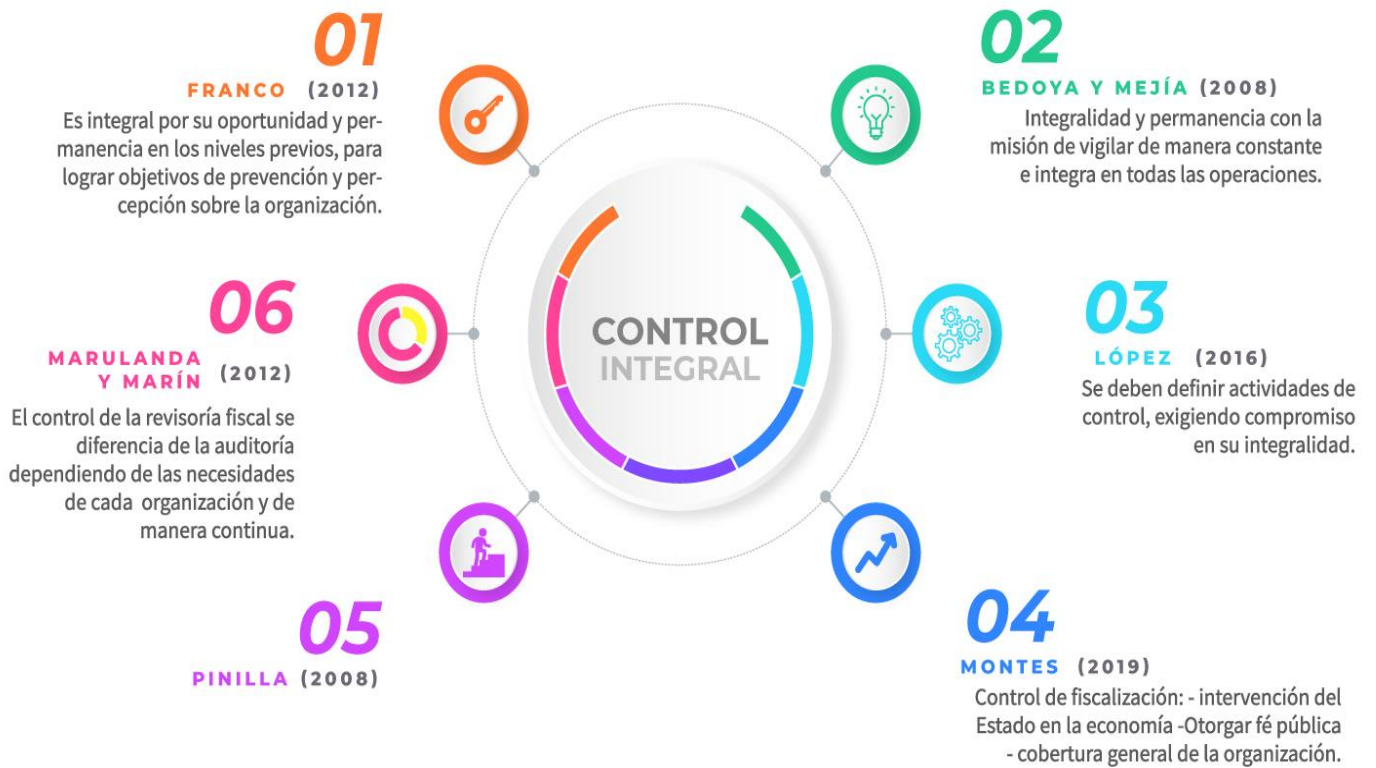 01
FRANCO (2012)
Es integral por su oportunidad y per-
manencia en los niveles previos, para
lograr objetivos de prevención y per-
cepción sobre la organización.
02
BEDOYA Y MEJÍA (2008)
Integralidad y permanencia con la
misión de vigilar de manera constante
e integra en todas las operaciones.
CONTROL
INTEGRAL
03
LÓPEZ (2016)
Se deben definir actividades de
control, exigiendo compromiso
en su integralidad.
04
MONTES (2019)
Control de fiscalización: - intervención del
Estado en la economía -Otorgar fé pública
- cobertura general de la organización.
05
PINILLA (2008)
06
MARULANDA
Y MARÍN (2012)
El control de la revisoría fiscal se
diferencia de la auditoría
dependiendo de las necesidades
de cada organización y de
manera continua.